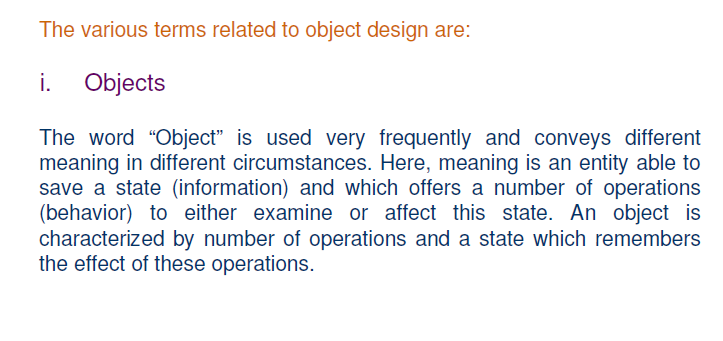 The various terms related to object design are:
i. Objects
The word “Object” is used very frequently and conveys different
meaning in different circumstances. Here, meaning is an entity able to
save a state (information) and which offers a number of operations
(behavior) to either examine or affect this state. An object is
characterized by number of operations and a state which remembers
the effect of these operations.